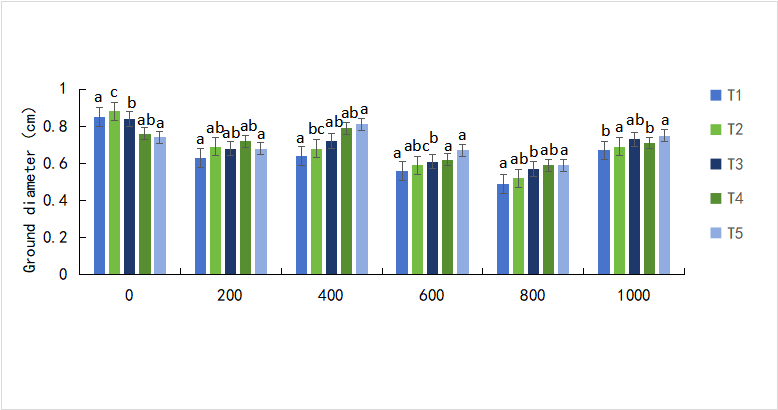 Ground diameter (cm)
1
0.8
0.6
0.4
0.2
0
a c b ab a
a ab ab ab a
a bc ab ab a
a abc b a a
a ab b ab a
b a ab b a
0 200 400 600 800 1000
T1
T2
T3
T4
T5